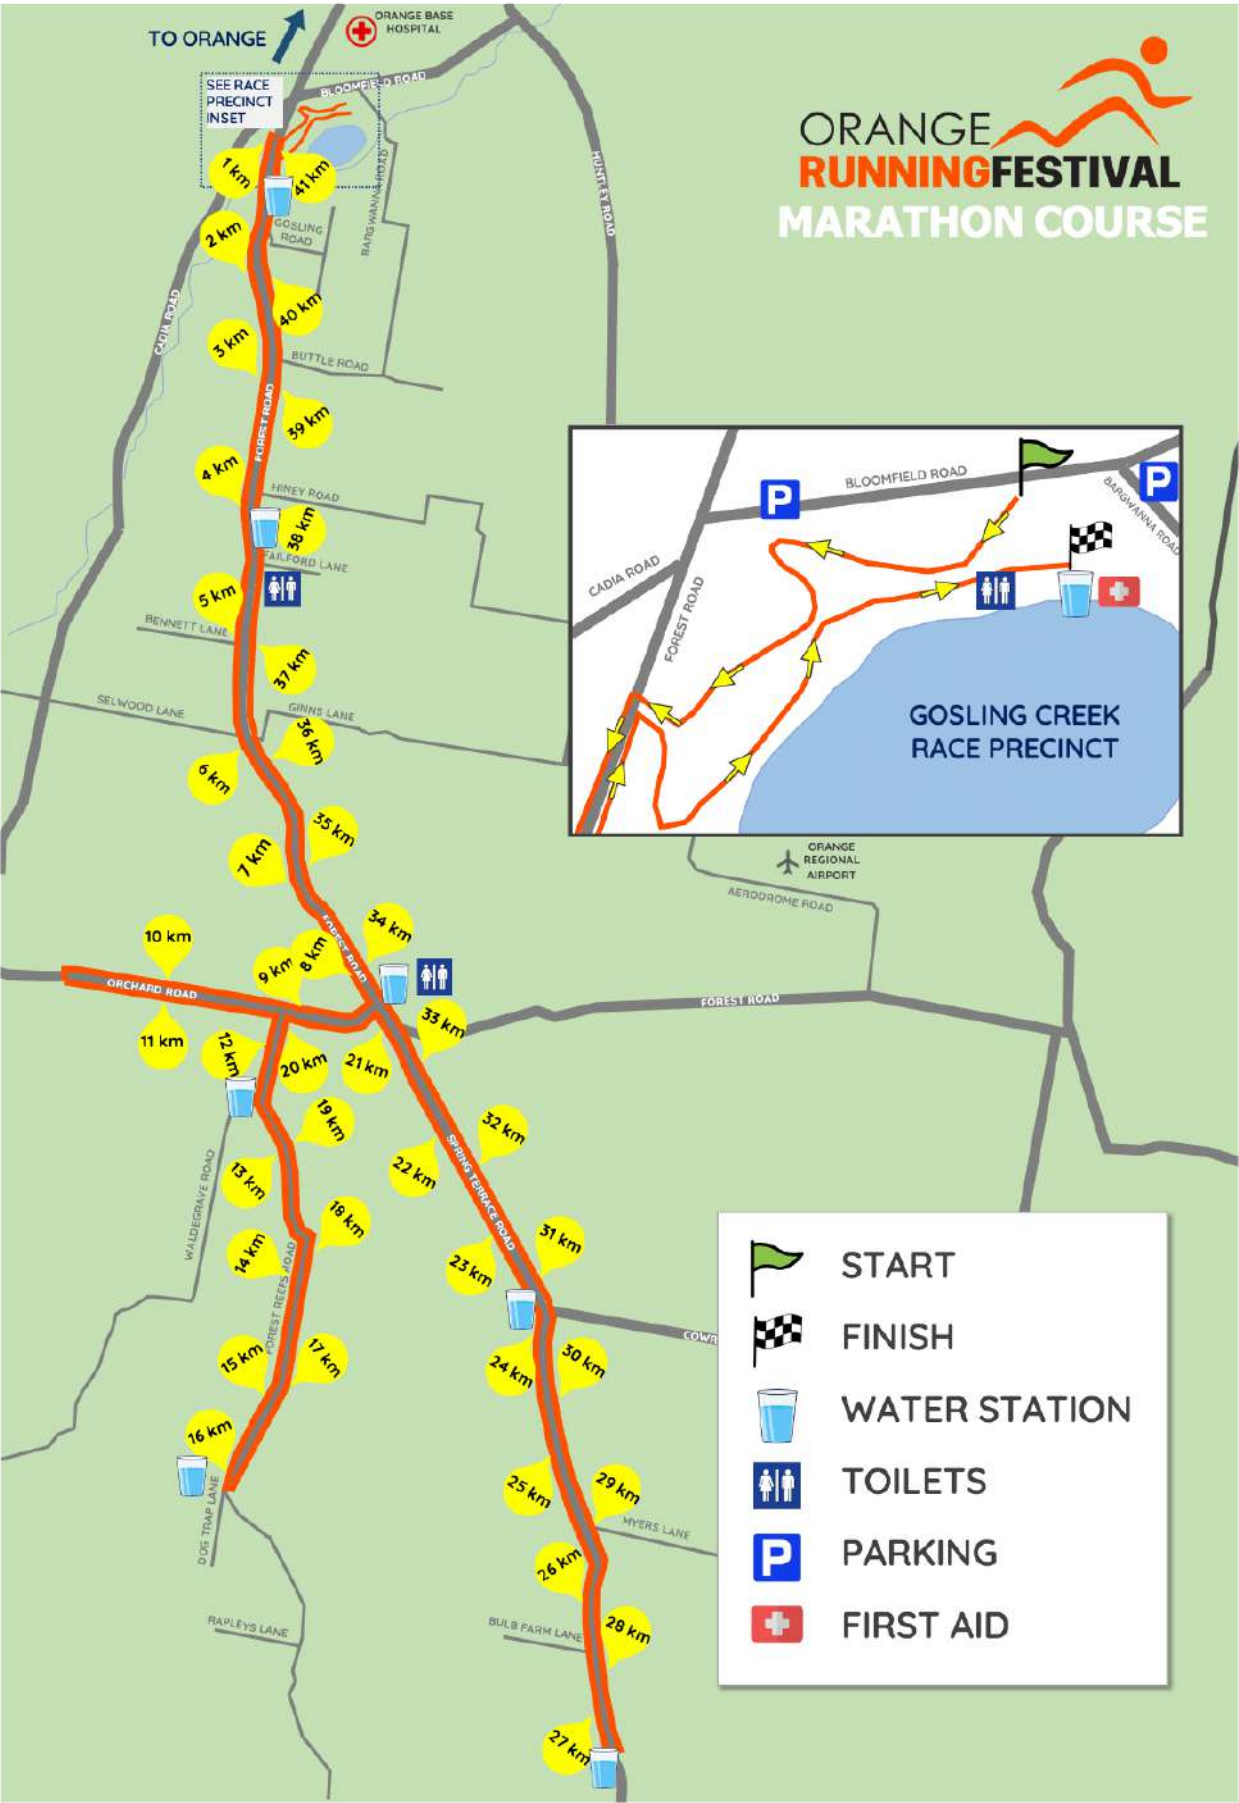 ORANGE BASE
HOSPITAL
TO ORANGE
ORANGE
RUNNINGFESTIVAL
MARATHON COURSE
SEE RACE
PRECINCT
INSET
BLOOMFIELD ROAD
HUNTLEY ROAD
BARGWANNA ROAD
1 km
41 km
GOSLING
ROAD
2 km
CADIA ROAD
40 km
3 km
BUTTLE ROAD
FOREST ROAD
39 km
4 km
HINEY ROAD
38 km
FAILFORD LANE
5 km
BENNETT LANE
37 km
SELWOOD LANE
GINNS LANE
36 km
6 km
35 km
7 km
BLOOMFIELD ROAD
P
P
BARGWANNA ROAD
CADIA ROAD
FOREST ROAD
GOSLING CREEK
RACE PRECINCT
ORANGE
REGIONAL
AIRPORT
AERODROME ROAD
34 km
FOREST ROAD
8 km
9 km
10 km
ORCHARD ROAD
FOREST ROAD
33 km
11 km
12 km
20 km
21 km
19 km
32 km
22 km
SPRING TERRACE ROAD
13 km
WALDEGRAVE ROAD
18 km
14 km
31 km
23 km
FOREST REEFS ROAD
COWR
15 km
17 km
24 km
30 km
16 km
DOG TRAP LANE
25 km
29 km
MYERS LANE
26 km
RAPLEYS LANE
BULB FARM LANE
28 km
27 km
START
FINISH
WATER STATION
TOILETS
P
PARKING
FIRST AID